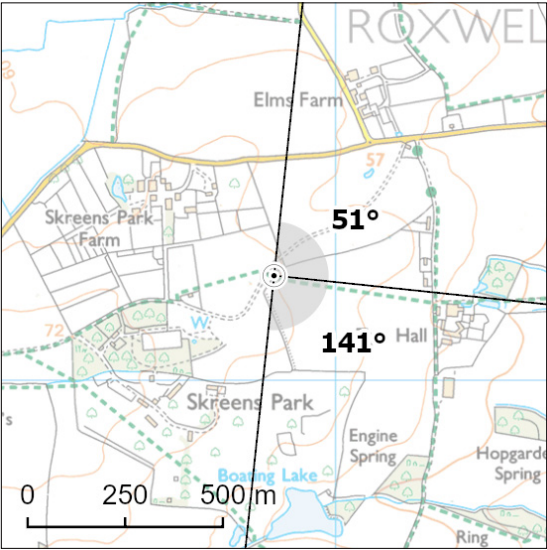 ROXWEL
60
Elms Farm
57
Skreens Park
Farm
51°
72
W
141°
Hall
's
Skreens Park
Engine
Spring
Hopgarde
Spring
0 250 500 m
Boating Lake
Ring